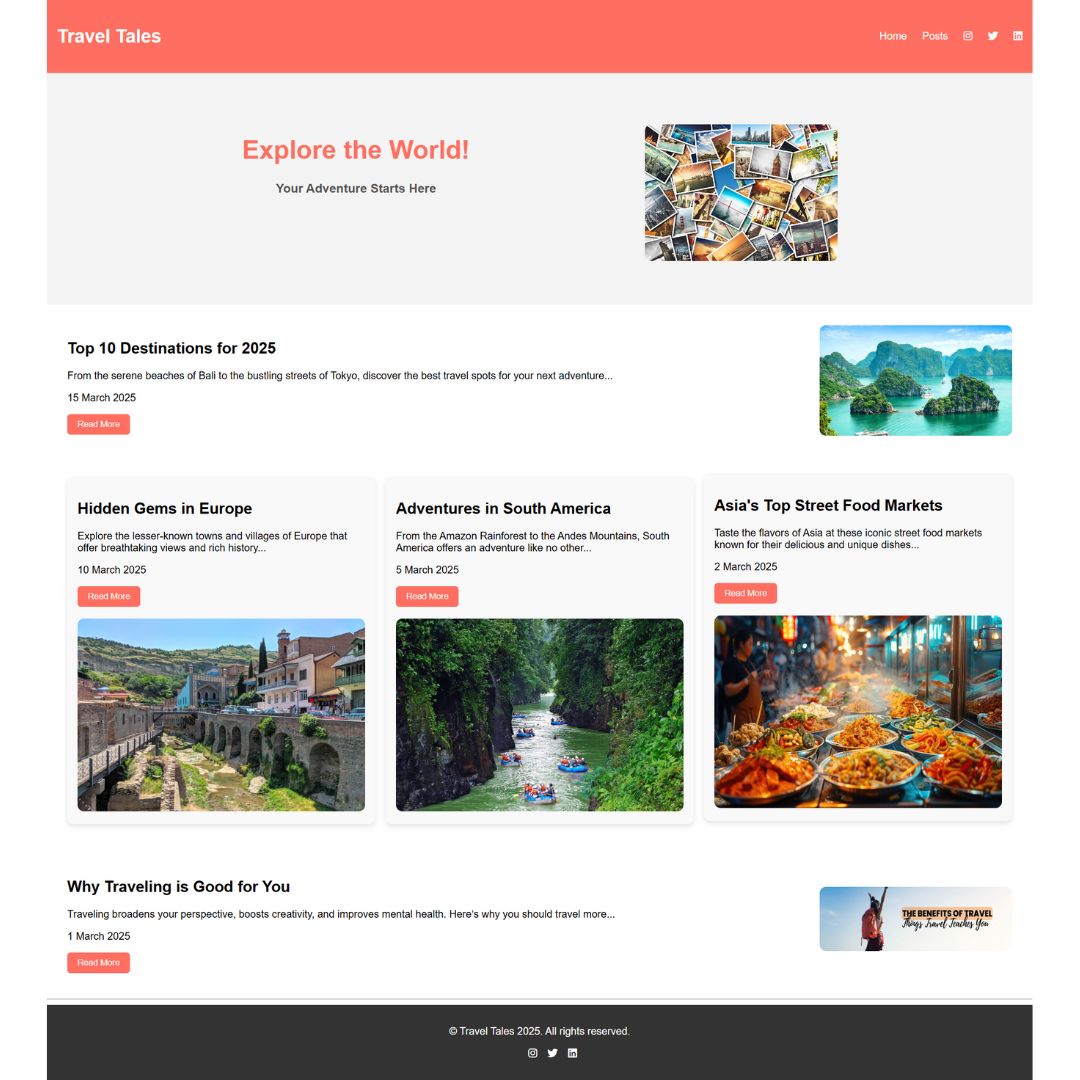 Travel Tales
Home Posts
Explore the World!
Your Adventure Starts Here
Top 10 Destinations for 2025
From the serene beaches of Bali to the bustling streets of Tokyo, discover the best travel spots for your next adventure...
15 March 2025
Read More
Hidden Gems in Europe
Explore the lesser-known towns and villages of Europe that
offer breathtaking views and rich history...
10 March 2025
Read More
Adventures in South America
From the Amazon Rainforest to the Andes Mountains, South
America offers an adventure like no other...
5 March 2025
Read More
Asia's Top Street Food Markets
Taste the flavors of Asia at these iconic street food markets
known for their delicious and unique dishes...
2 March 2025
Read More
Why Traveling is Good for You
Traveling broadens your perspective, boosts creativity, and improves mental health. Here's why you should travel more...
1 March 2025
Read More
THE BENEFITS OF TRAVEL
Things Travel Teaches You
© Travel Tales 2025. All rights reserved.